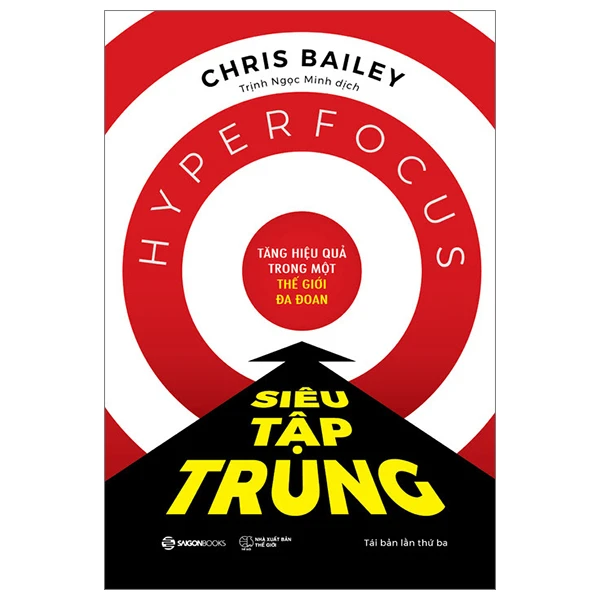 CHRIS BAILEY
Trịnh Ngọc Minh dịch
HYPERFOCUS
TĂNG HIỆU QUẢ
TRONG MỘT
THẾ GIỚI
ĐA ĐOAN
SIÊU
TẬP
TRUNG
Tái bản lần thứ ba
SAIGONBOOKS
NHÀ XUẤT BẢN
THẾ GIỚI